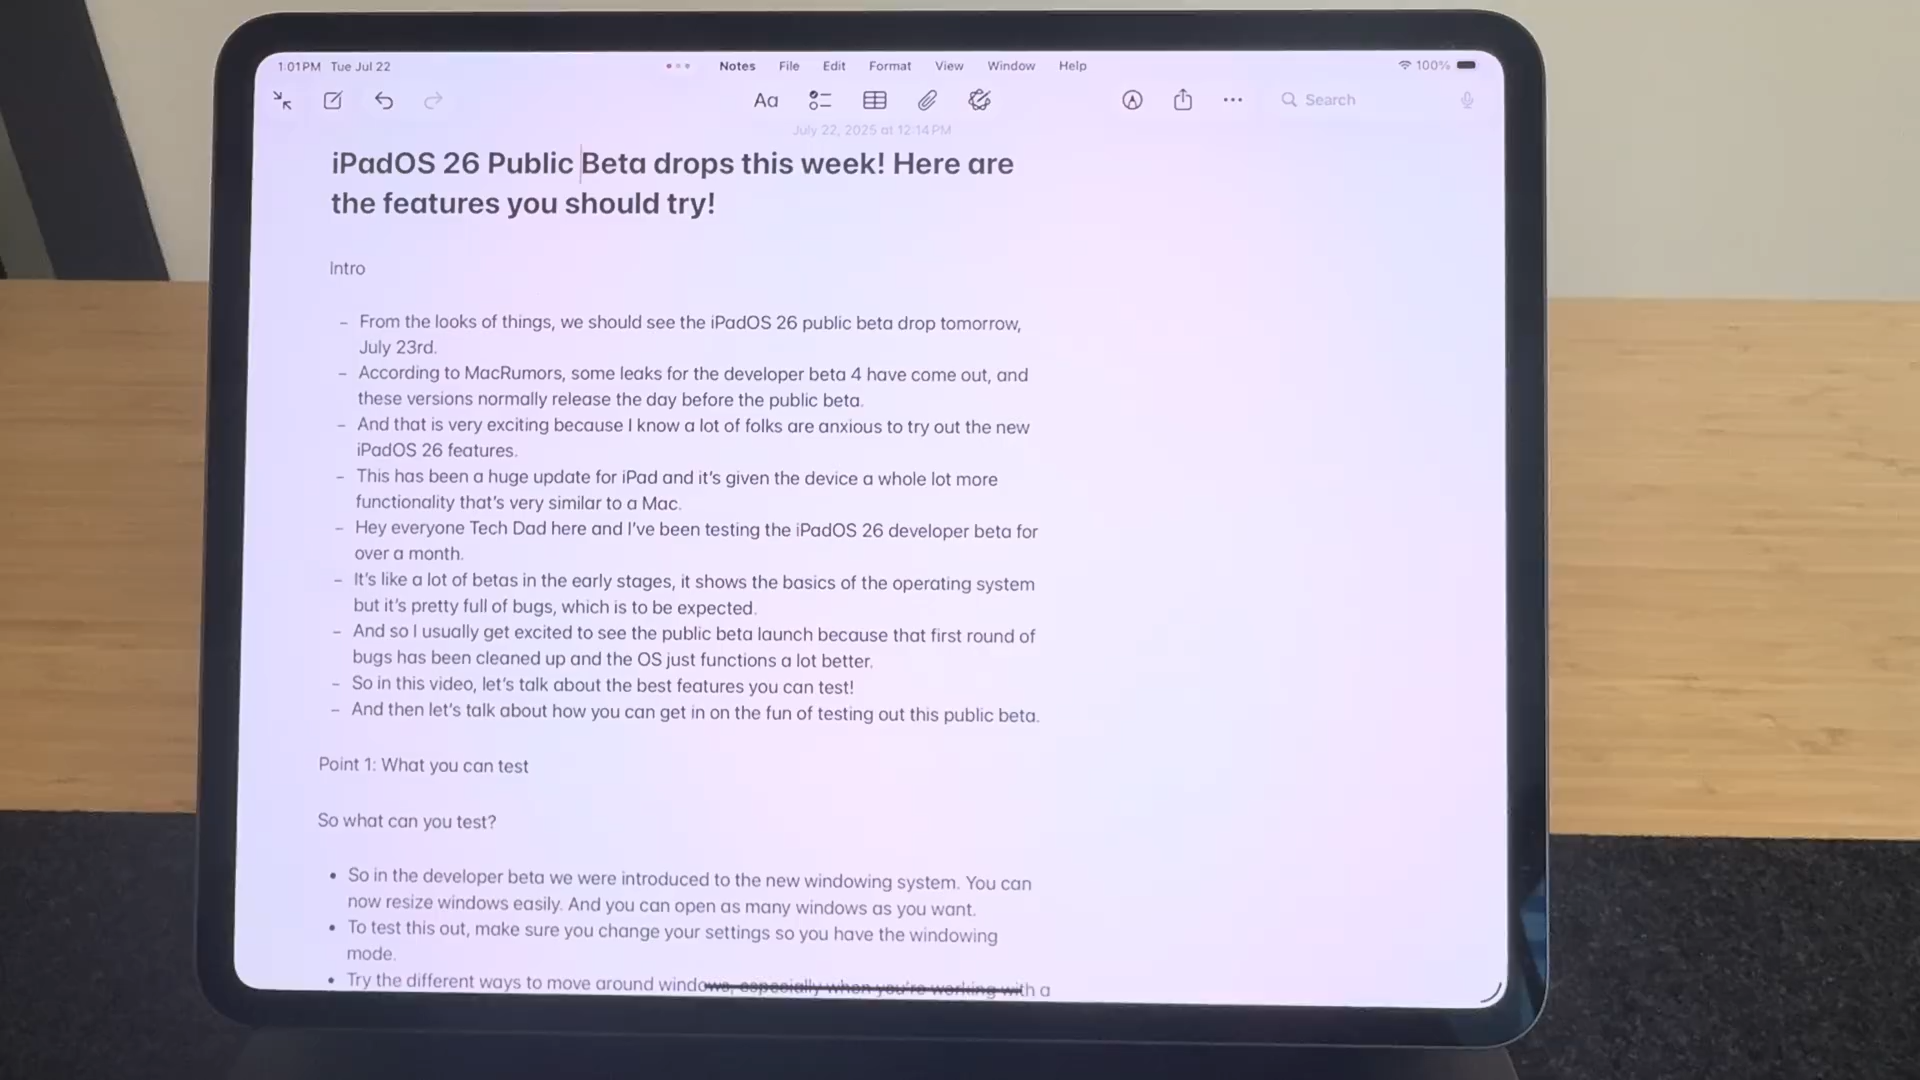 1:01 PM Tue Jul 22
Notes File Edit Format View Window Help
100%
Aa
Search
July 22, 2025 at 12:14 PM
iPadOS 26 Public Beta drops this week! Here are
the features you should try!
Intro
– From the looks of things, we should see the iPadOS 26 public beta drop tomorrow,
July 23rd.
– According to MacRumors, some leaks for the developer beta 4 have come out, and
these versions normally release the day before the public beta.
– And that is very exciting because I know a lot of folks are anxious to try out the new
iPadOS 26 features.
– This has been a huge update for iPad and it's given the device a whole lot more
functionality that's very similar to a Mac.
– Hey everyone Tech Dad here and I've been testing the iPadOS 26 developer beta for
over a month.
– It's like a lot of betas in the early stages, it shows the basics of the operating system
but it's pretty full of bugs, which is to be expected.
– And so I usually get excited to see the public beta launch because that first round of
bugs has been cleaned up and the OS just functions a lot better.
– So in this video, let's talk about the best features you can test!
– And then let's talk about how you can get in on the fun of testing out this public beta.
Point 1: What you can test
So what can you test?
• So in the developer beta we were introduced to the new windowing system. You can
now resize windows easily. And you can open as many windows as you want.
• To test this out, make sure you change your settings so you have the windowing
mode.
• Try the different ways to move around windows, especially when you're working with a